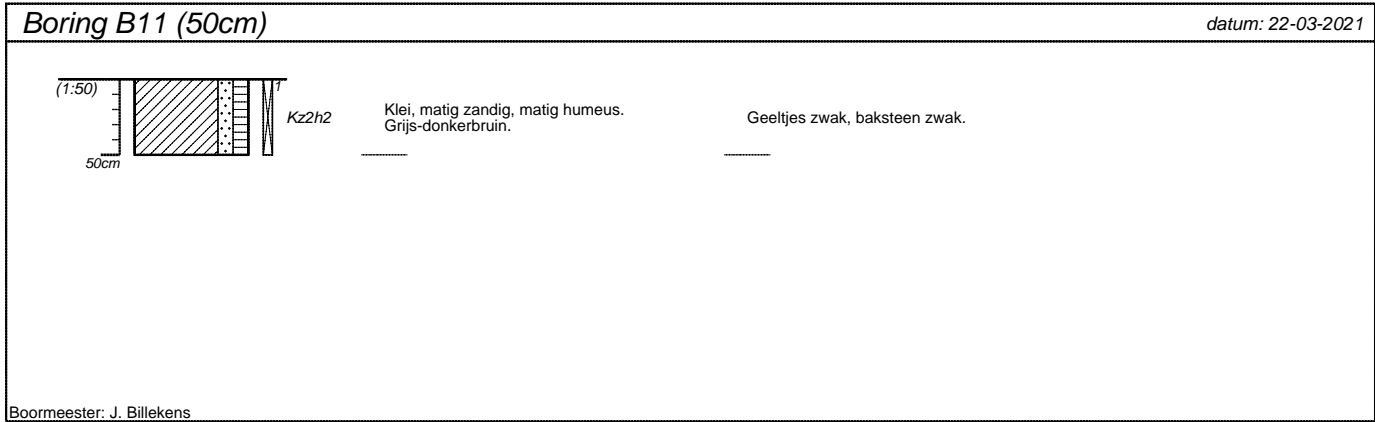 Boring B11 (50cm)
datum: 22-03-2021
(1:50)
1
Kz2h2
Klei, matig zandig, matig humeus.
Grijs-donkerbruin.
Geeltjes zwak, baksteen zwak.
50cm
Boormeester: J. Billekens